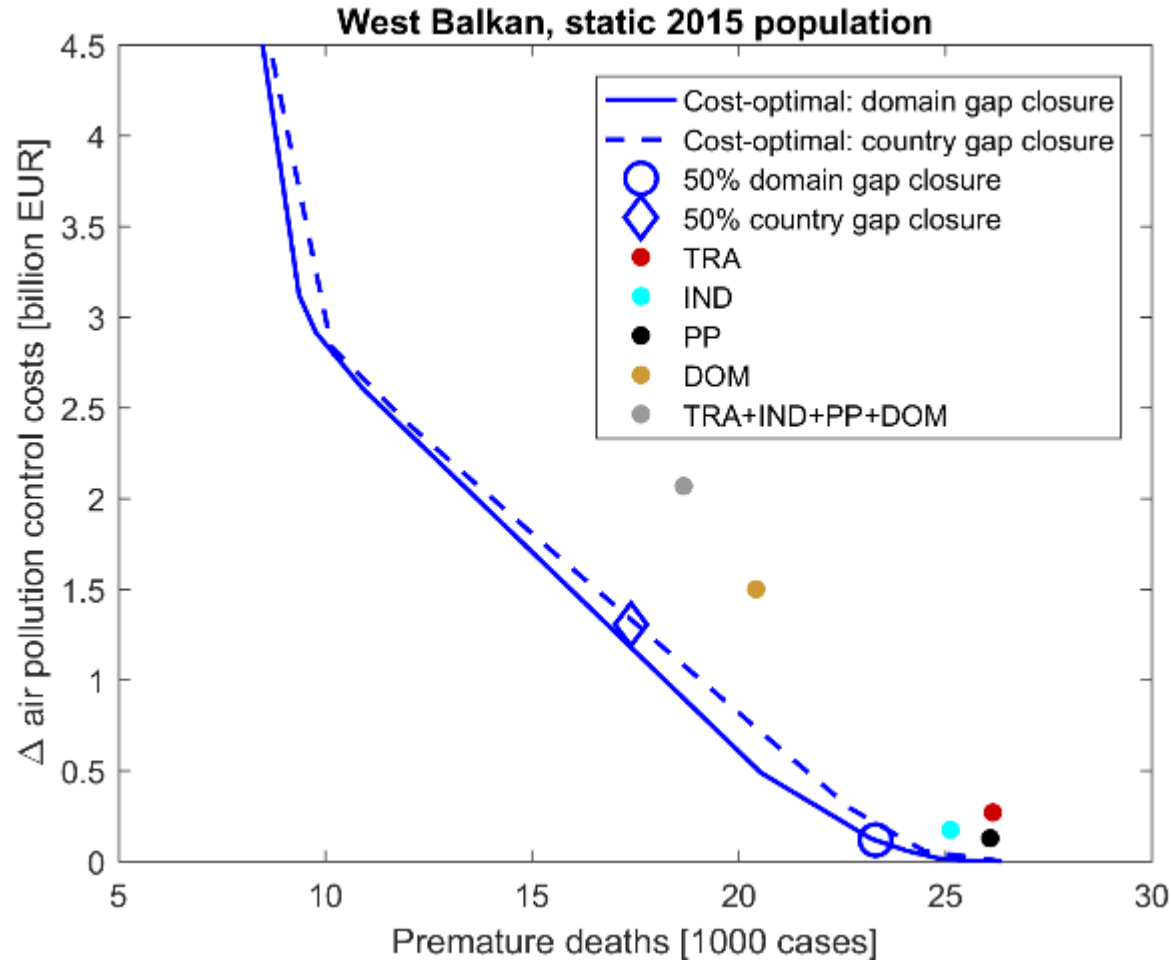 West Balkan, static 2015 population
Δ air pollution control costs [billion EUR]
4.5
4
3.5
3
2.5
2
1.5
1
0.5
0
Cost-optimal: domain gap closure
Cost-optimal: country gap closure
50% domain gap closure
50% country gap closure
TRA
IND
PP
DOM
TRA+IND+PP+DOM
5 10 15 20 25 30
Premature deaths [1000 cases]